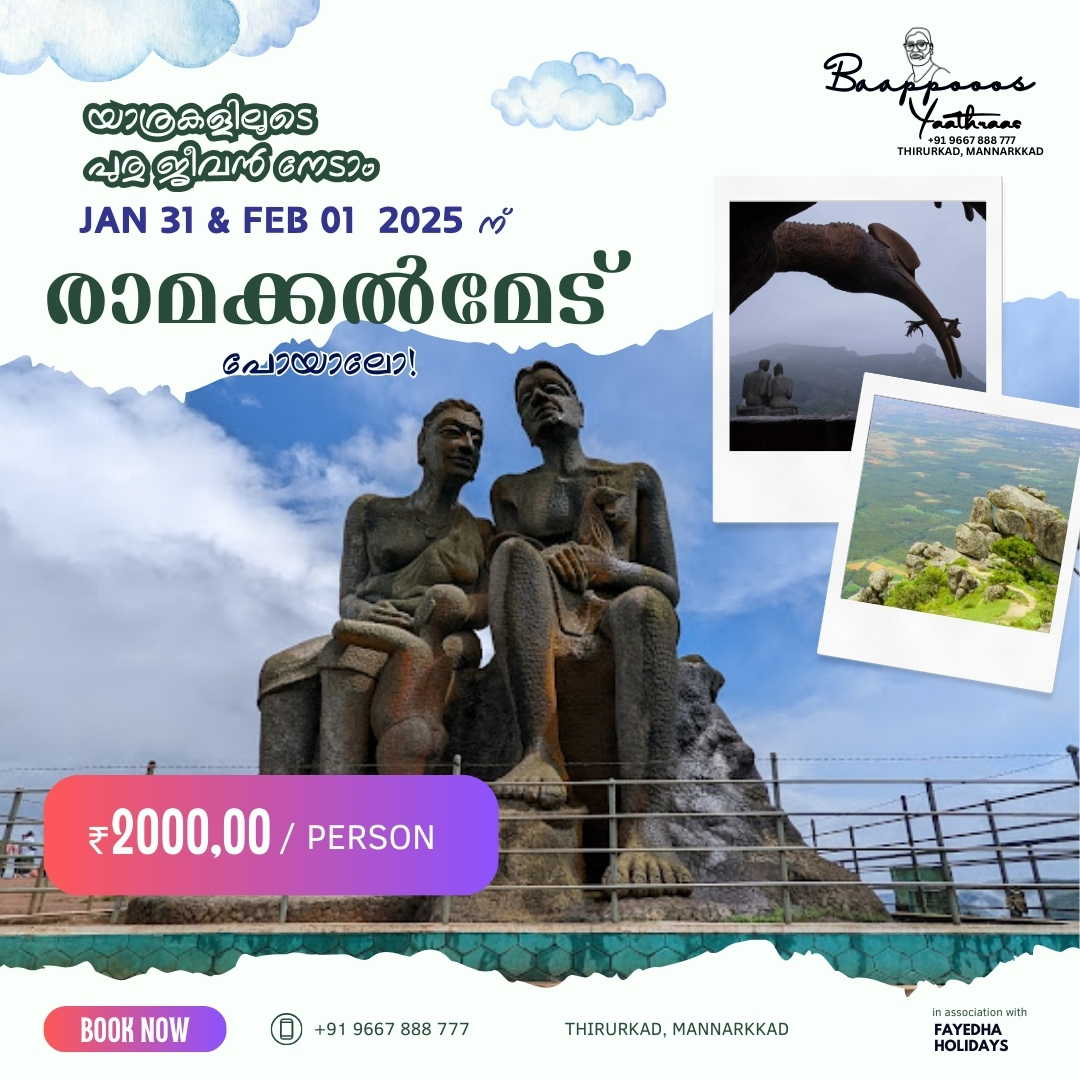 യാത്രകളിലൂടെ
പുതു ജീവൻ നേടാം
JAN 31 & FEB 01 2025 ന്
രാമക്കൽമേട്
പോയാലോ!
Baappooos
Yaathraas
+91 9667 888 777
THIRURKAD, MANNARKKAD
₹2000,00 / PERSON
BOOK NOW
+91 9667 888 777
THIRURKAD, MANNARKKAD
in association with
FAYEDHA
HOLIDAYS